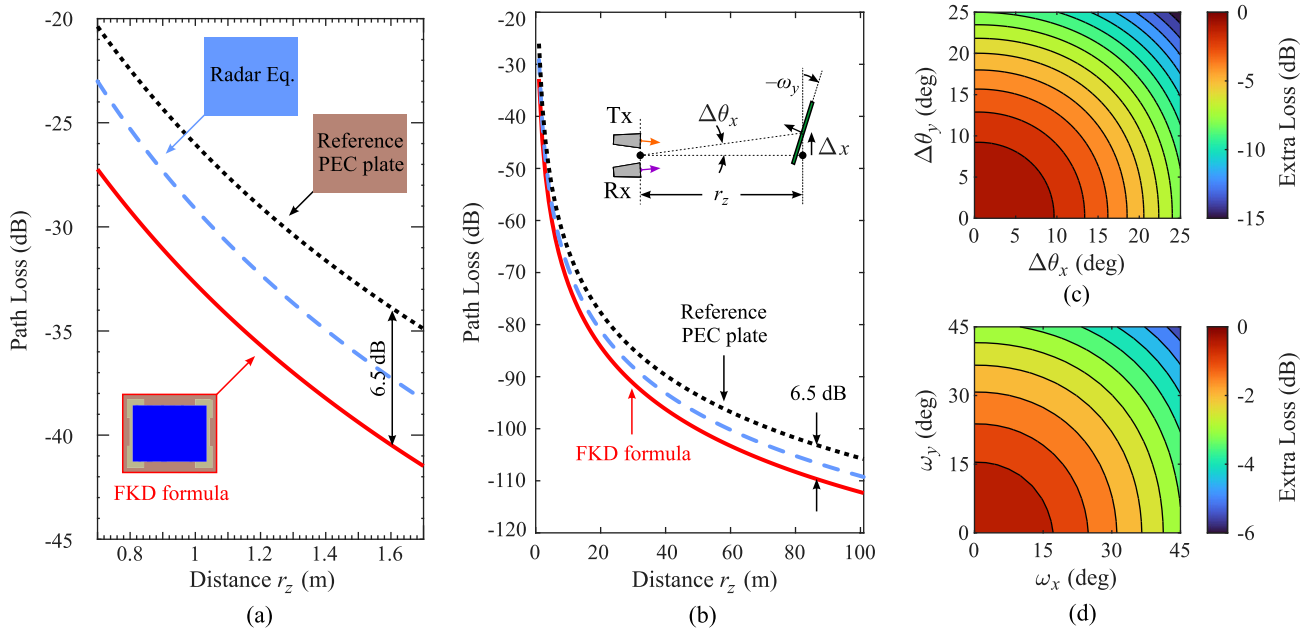 -20
-25
-30
-35
-40
-45
Path Loss (dB)
0.8
1
1.2
1.4
1.6
Distance r_z (m)
Radar Eq.
Reference
PEC plate
6.5 dB
FKD formula
(a)
-20
-30
-40
-50
-60
-70
-80
-90
-100
-110
-120
Path Loss (dB)
0
20
40
60
80
100
Distance r_z (m)
Tx
Rx
Δθ_x
−ω_y
Δ_x
r_z
Reference
PEC plate
6.5 dB
FKD formula
(b)
25
20
15
10
5
0
Δθ_y (deg)
0
5
10
15
20
25
Δθ_x (deg)
0
-5
-10
-15
Extra Loss (dB)
(c)
45
30
15
0
ω_y (deg)
0
15
30
45
ω_x (deg)
0
-2
-4
-6
Extra Loss (dB)
(d)